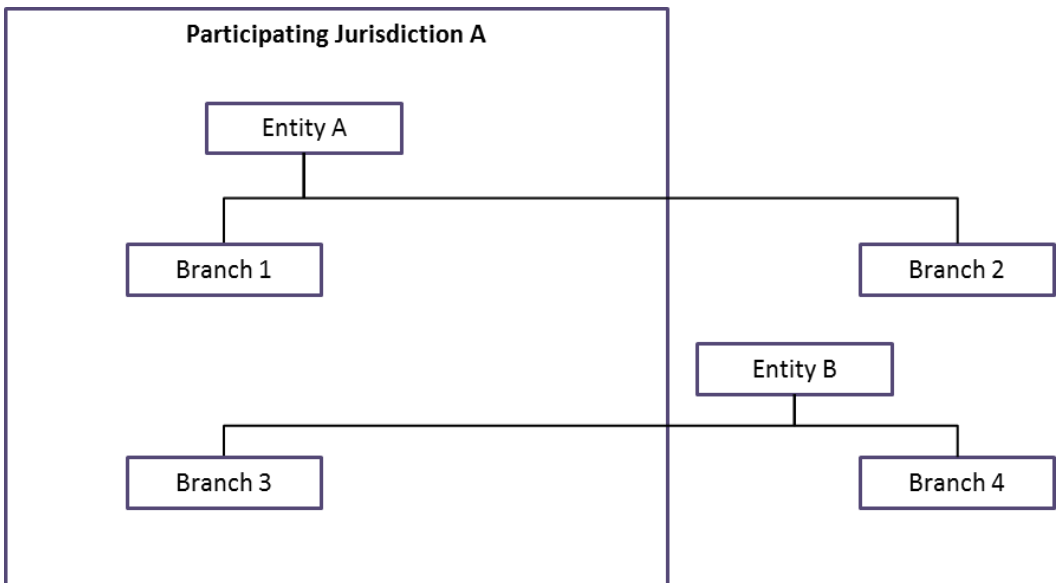 Participating Jurisdiction A
Entity A
Branch 1
Branch 2
Entity B
Branch 3
Branch 4